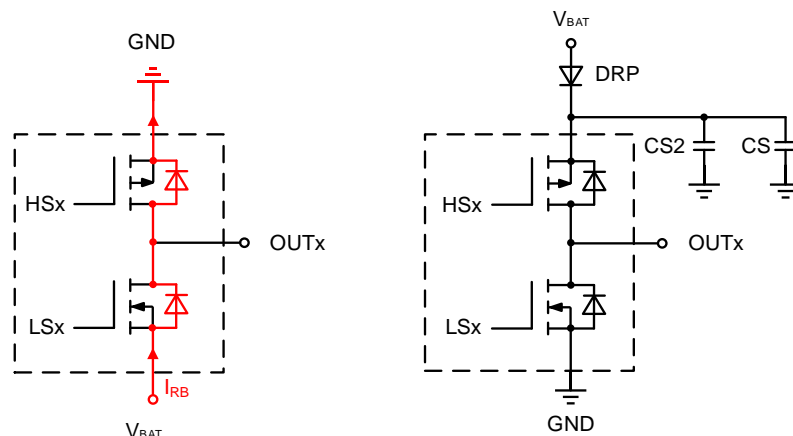 GND
HSx
OUTx
LSx
IRB
VBAT
VBAT
DRP
CS2
CS
HSx
OUTx
LSx
GND